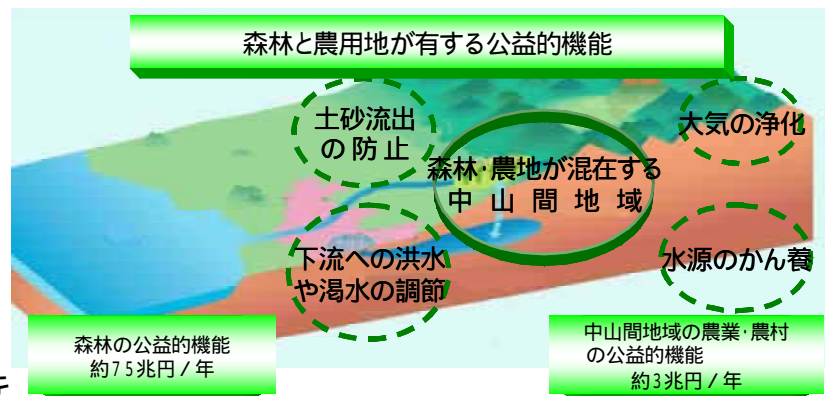 森林と農用地が有する公益的機能
土砂流出
の防止
大気の浄化
森林・農地が混在する
中山間地域
下流への洪水
や渇水の調節
水源のかん養
森林の公益的機能
約75兆円/年
中山間地域の農業・農村
の公益的機能
約3兆円/年